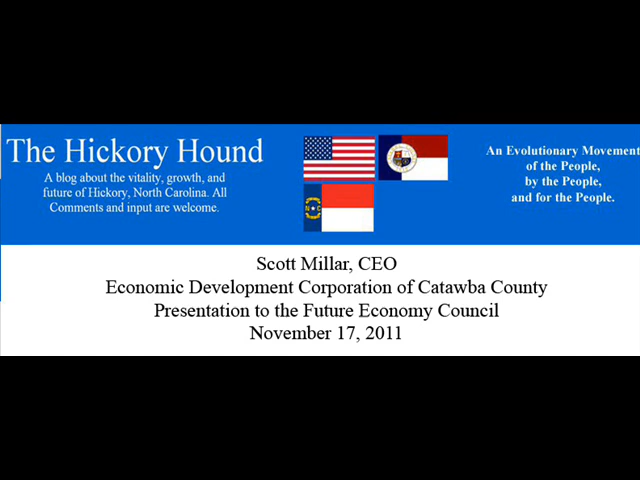 The Hickory Hound
A blog about the vitality, growth, and
future of Hickory, North Carolina. All
Comments and input are welcome.
An Evolutionary Movement
of the People,
by the People,
and for the People.
N C
Scott Millar, CEO
Economic Development Corporation of Catawba County
Presentation to the Future Economy Council
November 17, 2011